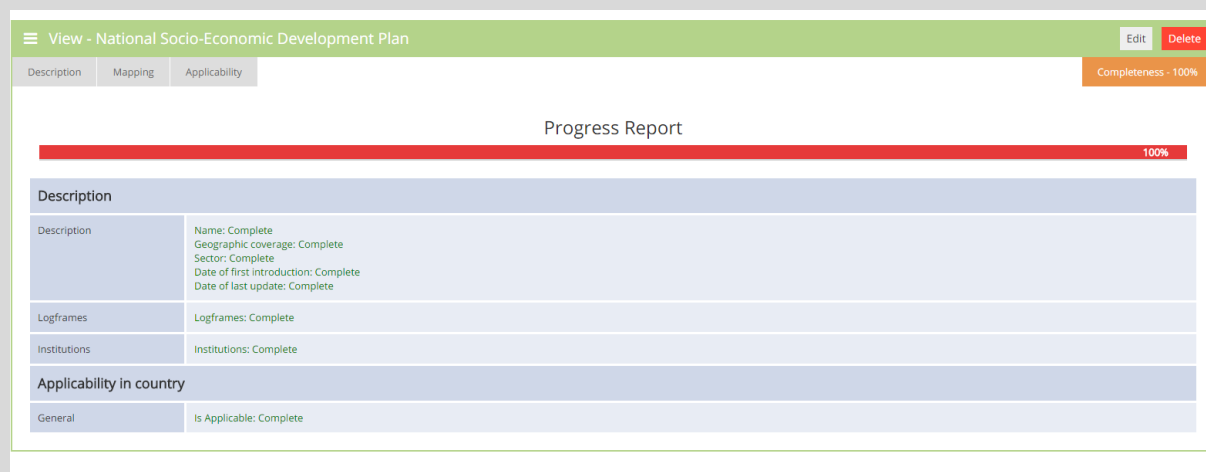 View - National Socio-Economic Development Plan
Edit
Delete
Description
Mapping
Applicability
Completeness - 100%
Progress Report
100%
Description
Description
Name: Complete
Geographic coverage: Complete
Sector: Complete
Date of first introduction: Complete
Date of last update: Complete
Logframes
Logframes: Complete
Institutions
Institutions: Complete
Applicability in country
General
Is Applicable: Complete